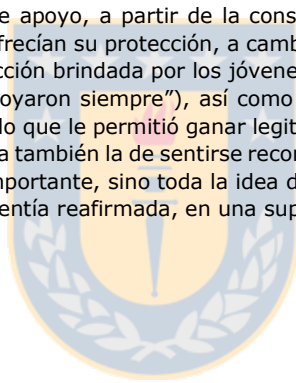 e apoyo, a partir de la cons
frecían su protección, a camb
cción brindada por los jóvene
oyaron siempre"), así como
lo que le permitió ganar legit
a también la de sentirse recor
nportante, sino toda la idea d
entía reafirmada, en una sup